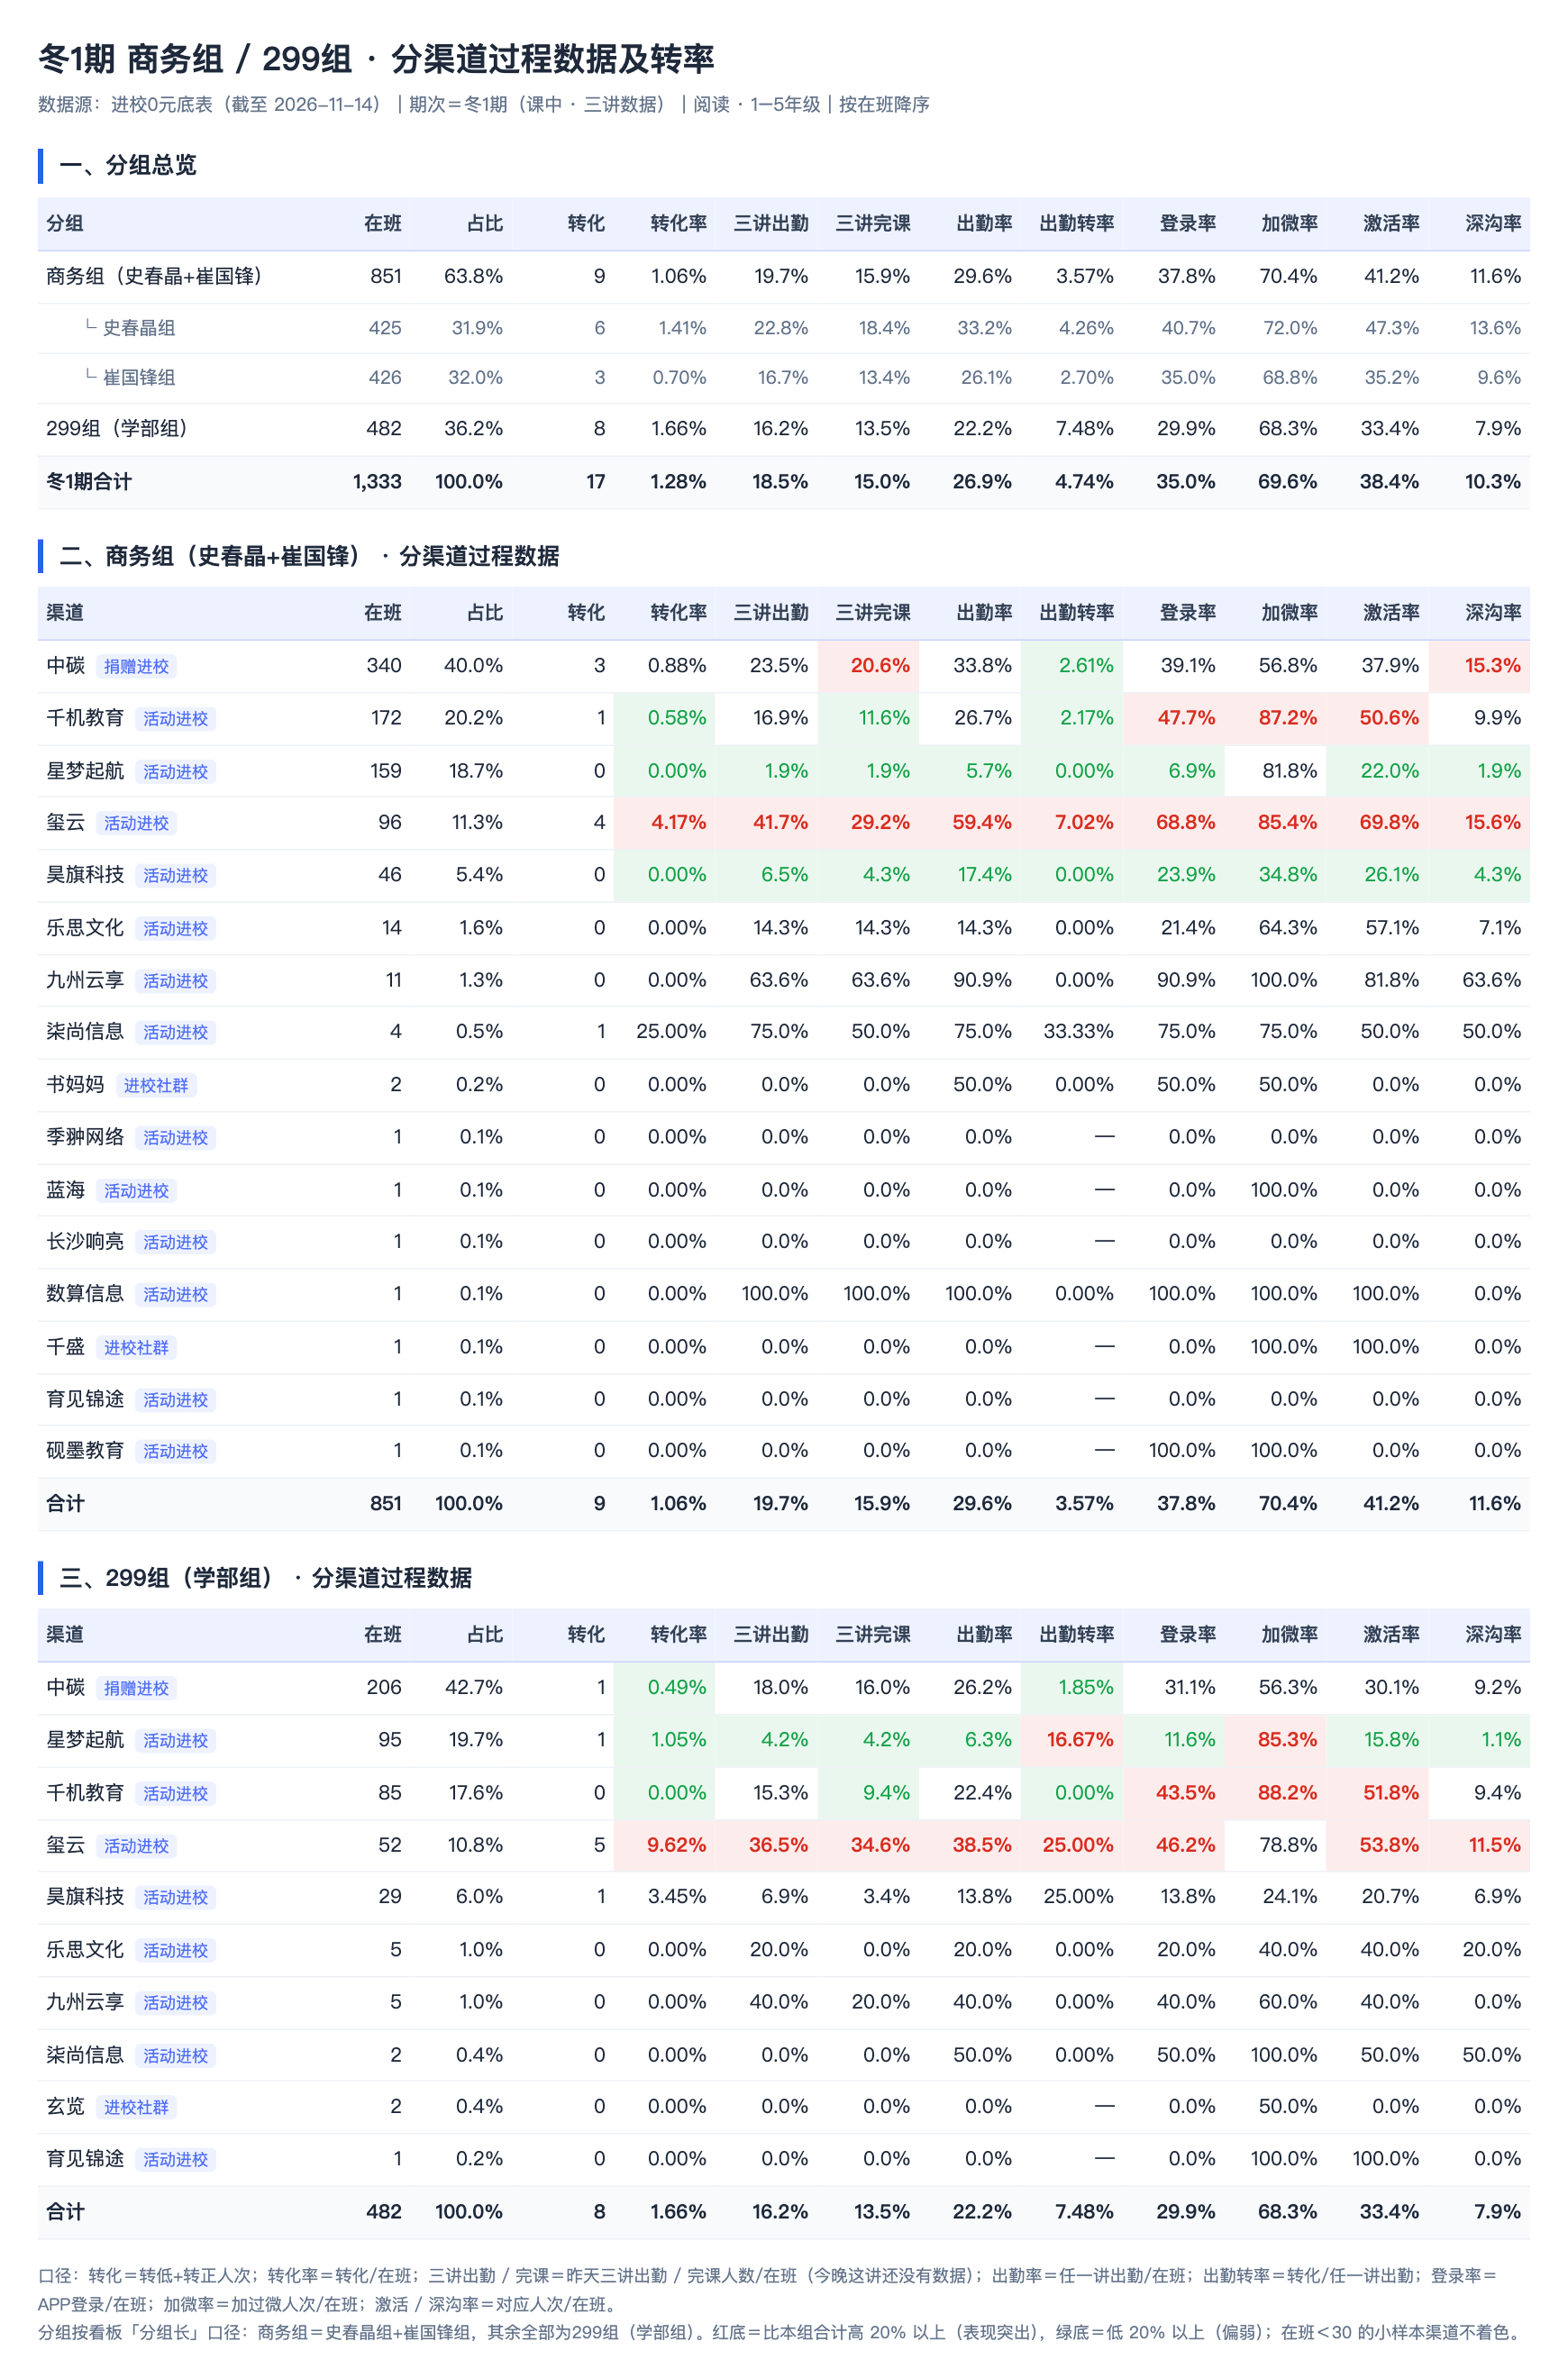 冬1期 商务组 / 299组 · 分渠道过程数据及转率
数据源：进校0元底表（截至 2026-11-14）｜期次＝冬1期（课中 · 三讲数据）｜阅读 · 1—5年级｜按在班降序
一、分组总览
分组 在班 占比 转化 转化率 三讲出勤 三讲完课 出勤率 出勤转率 登录率 加微率 激活率 深沟率
商务组（史春晶+崔国锋） 851 63.8% 9 1.06% 19.7% 15.9% 29.6% 3.57% 37.8% 70.4% 41.2% 11.6%
└ 史春晶组 425 31.9% 6 1.41% 22.8% 18.4% 33.2% 4.26% 40.7% 72.0% 47.3% 13.6%
└ 崔国锋组 426 32.0% 3 0.70% 16.7% 13.4% 26.1% 2.70% 35.0% 68.8% 35.2% 9.6%
299组（学部组） 482 36.2% 8 1.66% 16.2% 13.5% 22.2% 7.48% 29.9% 68.3% 33.4% 7.9%
冬1期合计 1,333 100.0% 17 1.28% 18.5% 15.0% 26.9% 4.74% 35.0% 69.6% 38.4% 10.3%
二、商务组（史春晶+崔国锋） · 分渠道过程数据
渠道 在班 占比 转化 转化率 三讲出勤 三讲完课 出勤率 出勤转率 登录率 加微率 激活率 深沟率
中碳 捐赠进校 340 40.0% 3 0.88% 23.5% 20.6% 33.8% 2.61% 39.1% 56.8% 37.9% 15.3%
千机教育 活动进校 172 20.2% 1 0.58% 16.9% 11.6% 26.7% 2.17% 47.7% 87.2% 50.6% 9.9%
星梦起航 活动进校 159 18.7% 0 0.00% 1.9% 1.9% 5.7% 0.00% 6.9% 81.8% 22.0% 1.9%
玺云 活动进校 96 11.3% 4 4.17% 41.7% 29.2% 59.4% 7.02% 68.8% 85.4% 69.8% 15.6%
昊旗科技 活动进校 46 5.4% 0 0.00% 6.5% 4.3% 17.4% 0.00% 23.9% 34.8% 26.1% 4.3%
乐思文化 活动进校 14 1.6% 0 0.00% 14.3% 14.3% 14.3% 0.00% 21.4% 64.3% 57.1% 7.1%
九州云享 活动进校 11 1.3% 0 0.00% 63.6% 63.6% 90.9% 0.00% 90.9% 100.0% 81.8% 63.6%
柒尚信息 活动进校 4 0.5% 1 25.00% 75.0% 50.0% 75.0% 33.33% 75.0% 75.0% 50.0% 50.0%
书妈妈 进校社群 2 0.2% 0 0.00% 0.0% 0.0% 50.0% 0.00% 50.0% 50.0% 0.0% 0.0%
季翀网络 活动进校 1 0.1% 0 0.00% 0.0% 0.0% 0.0% — 0.0% 0.0% 0.0% 0.0%
蓝海 活动进校 1 0.1% 0 0.00% 0.0% 0.0% 0.0% — 0.0% 100.0% 0.0% 0.0%
长沙响亮 活动进校 1 0.1% 0 0.00% 0.0% 0.0% 0.0% — 0.0% 0.0% 0.0% 0.0%
数算信息 活动进校 1 0.1% 0 0.00% 100.0% 100.0% 100.0% 0.00% 100.0% 100.0% 100.0% 0.0%
千盛 进校社群 1 0.1% 0 0.00% 0.0% 0.0% 0.0% — 0.0% 100.0% 100.0% 0.0%
育见锦途 活动进校 1 0.1% 0 0.00% 0.0% 0.0% 0.0% — 0.0% 0.0% 0.0% 0.0%
砚墨教育 活动进校 1 0.1% 0 0.00% 0.0% 0.0% 0.0% — 100.0% 100.0% 0.0% 0.0%
合计 851 100.0% 9 1.06% 19.7% 15.9% 29.6% 3.57% 37.8% 70.4% 41.2% 11.6%
三、299组（学部组） · 分渠道过程数据
渠道 在班 占比 转化 转化率 三讲出勤 三讲完课 出勤率 出勤转率 登录率 加微率 激活率 深沟率
中碳 捐赠进校 206 42.7% 1 0.49% 18.0% 16.0% 26.2% 1.85% 31.1% 56.3% 30.1% 9.2%
星梦起航 活动进校 95 19.7% 1 1.05% 4.2% 4.2% 6.3% 16.67% 11.6% 85.3% 15.8% 1.1%
千机教育 活动进校 85 17.6% 0 0.00% 15.3% 9.4% 22.4% 0.00% 43.5% 88.2% 51.8% 9.4%
玺云 活动进校 52 10.8% 5 9.62% 36.5% 34.6% 38.5% 25.00% 46.2% 78.8% 53.8% 11.5%
昊旗科技 活动进校 29 6.0% 1 3.45% 6.9% 3.4% 13.8% 25.00% 13.8% 24.1% 20.7% 6.9%
乐思文化 活动进校 5 1.0% 0 0.00% 20.0% 0.0% 20.0% 0.00% 20.0% 40.0% 40.0% 20.0%
九州云享 活动进校 5 1.0% 0 0.00% 40.0% 20.0% 40.0% 0.00% 40.0% 60.0% 40.0% 0.0%
柒尚信息 活动进校 2 0.4% 0 0.00% 0.0% 0.0% 50.0% 0.00% 50.0% 100.0% 50.0% 50.0%
玄览 进校社群 2 0.4% 0 0.00% 0.0% 0.0% 0.0% — 0.0% 50.0% 0.0% 0.0%
育见锦途 活动进校 1 0.2% 0 0.00% 0.0% 0.0% 0.0% — 0.0% 100.0% 100.0% 0.0%
合计 482 100.0% 8 1.66% 16.2% 13.5% 22.2% 7.48% 29.9% 68.3% 33.4% 7.9%
口径：转化＝转低+转正人次；转化率＝转化/在班；三讲出勤 / 完课＝昨天三讲出勤 / 完课人数/在班（今晚这讲还没有数据）；出勤率＝任一讲出勤/在班；出勤转率＝转化/任一讲出勤；登录率＝
APP登录/在班；加微率＝加过微人次/在班；激活 / 深沟率＝对应人次/在班。
分组按看板「分组长」口径：商务组＝史春晶组+崔国锋组，其余全部为299组（学部组）。红底＝比本组合计高 20% 以上（表现突出），绿底＝低 20% 以上（偏弱）；在班＜30 的小样本渠道不着色。